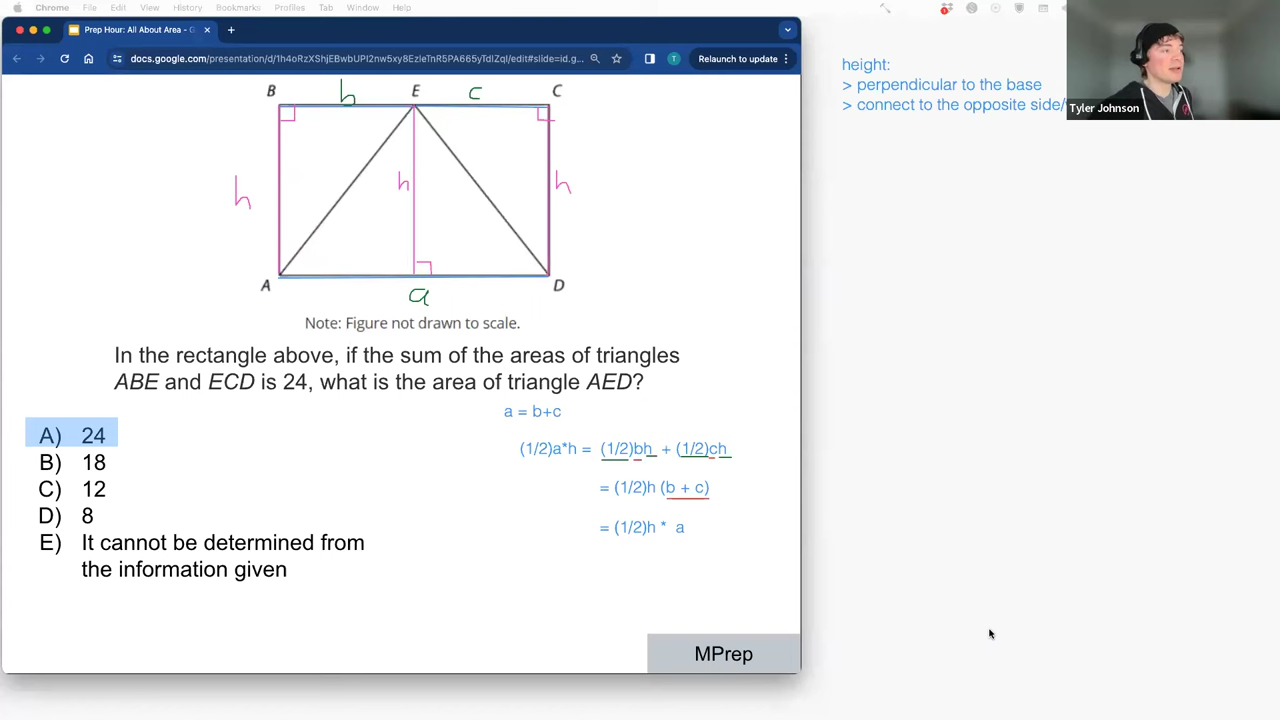 Chrome File Edit View History Bookmarks Profiles Tab Window Help
Prep Hour: All About Area - G
docs.google.com/presentation/d/1h4oRzXShjEBwbUPI2nw5xy8EzleTnR5PA665yTdIZqI/edit#slide=id.g...
T
Relaunch to update
height:
> perpendicular to the base
> connect to the opposite side/
Tyler Johnson
B b E c C
h h h
A a D
Note: Figure not drawn to scale.
In the rectangle above, if the sum of the areas of triangles
ABE and ECD is 24, what is the area of triangle AED?
a = b+c
A) 24
(1/2)a*h = (1/2)bh + (1/2)ch
B) 18
C) 12
= (1/2)h (b + c)
D) 8
= (1/2)h * a
E) It cannot be determined from
the information given
MPrep